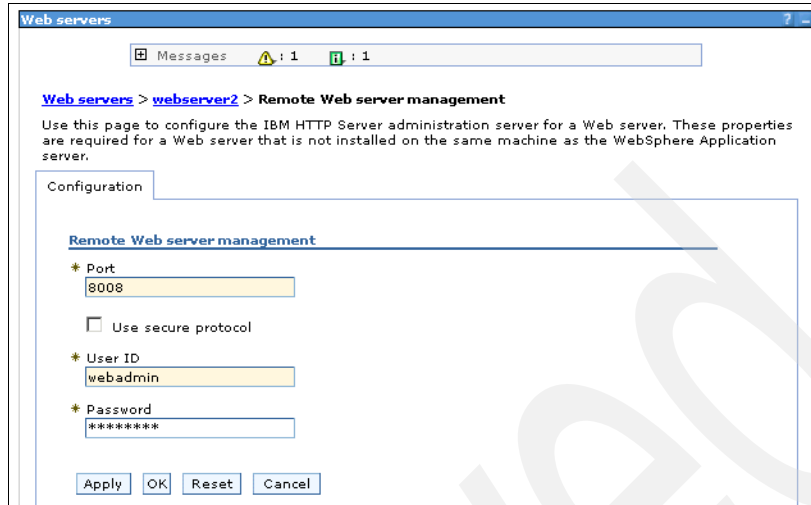 Web servers ? –
+ Messages : 1 : 1
Web servers > webserver2 > Remote Web server management
Use this page to configure the IBM HTTP Server administration server for a Web server. These properties
are required for a Web server that is not installed on the same machine as the WebSphere Application
server.
Configuration
Remote Web server management
* Port
8008
Use secure protocol
* User ID
webadmin
* Password
********
Apply OK Reset Cancel